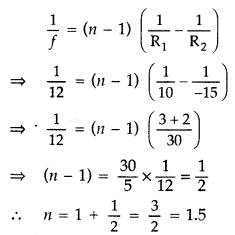 1/f = (n − 1) (1/R₁ − 1/R₂)
⇒ 1/12 = (n − 1) (1/10 − 1/−15)
⇒ 1/12 = (n − 1) ((3 + 2)/30)
⇒ (n − 1) = 30/5 × 1/12 = 1/2
∴ n = 1 + 1/2 = 3/2 = 1.5